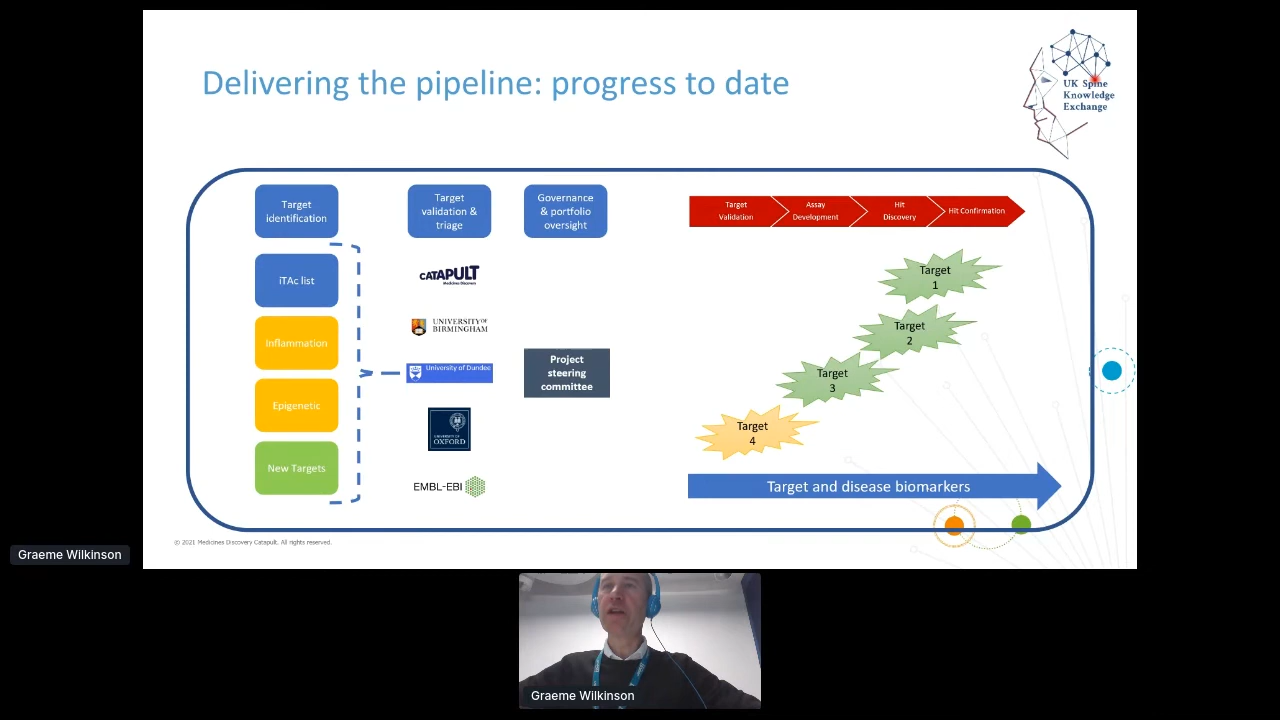 Delivering the pipeline: progress to date
UK Spine
Knowledge
Exchange
Target
identification
Target
validation &
triage
Governance
& portfolio
oversight
Target
Validation
Assay
Development
Hit
Discovery
Hit Confirmation
iTAc list
Inflammation
Epigenetic
New Targets
CATAPULT
Medicines Discovery
UNIVERSITY OF
BIRMINGHAM
University of Dundee
UNIVERSITY OF
OXFORD
EMBL-EBI
Project
steering
committee
Target
1
Target
2
Target
3
Target
4
Target and disease biomarkers
© 2021 Medicines Discovery Catapult. All rights reserved.
Graeme Wilkinson
Graeme Wilkinson